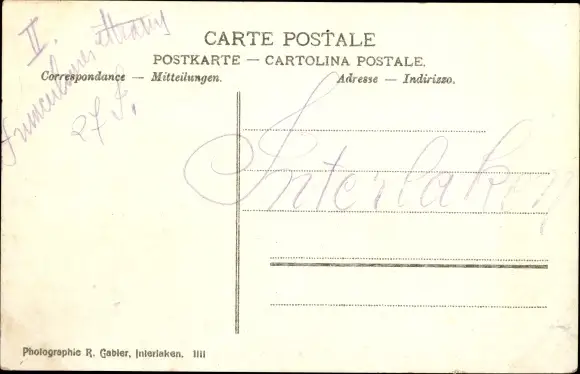 II.
27 J.
CARTE POSTALE
POSTKARTE — CARTOLINA POSTALE.
Correspondance — Mitteilungen.
Adresse — Indirizzo.
Interlaken
Photographie R. Gabler, Interlaken. 1111